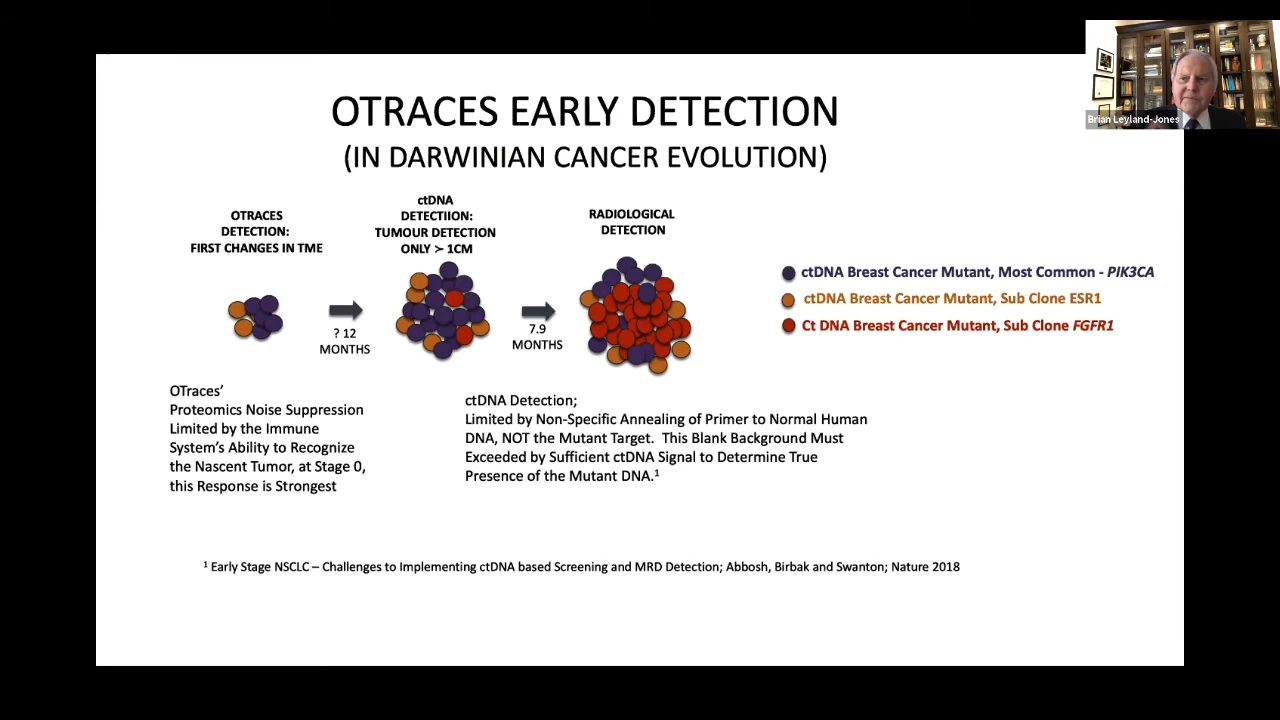 Brian Leyland-Jones
OTRACES EARLY DETECTION
(IN DARWINIAN CANCER EVOLUTION)
OTRACES
DETECTION:
FIRST CHANGES IN TME
ctDNA
DETECTIION:
TUMOUR DETECTION
ONLY > 1CM
RADIOLOGICAL
DETECTION
? 12
MONTHS
7.9
MONTHS
ctDNA Breast Cancer Mutant, Most Common - PIK3CA
ctDNA Breast Cancer Mutant, Sub Clone ESR1
Ct DNA Breast Cancer Mutant, Sub Clone FGFR1
OTraces’
Proteomics Noise Suppression
Limited by the Immune
System’s Ability to Recognize
the Nascent Tumor, at Stage 0,
this Response is Strongest
ctDNA Detection;
Limited by Non-Specific Annealing of Primer to Normal Human
DNA, NOT the Mutant Target. This Blank Background Must
Exceeded by Sufficient ctDNA Signal to Determine True
Presence of the Mutant DNA.¹
¹ Early Stage NSCLC – Challenges to Implementing ctDNA based Screening and MRD Detection; Abbosh, Birbak and Swanton; Nature 2018